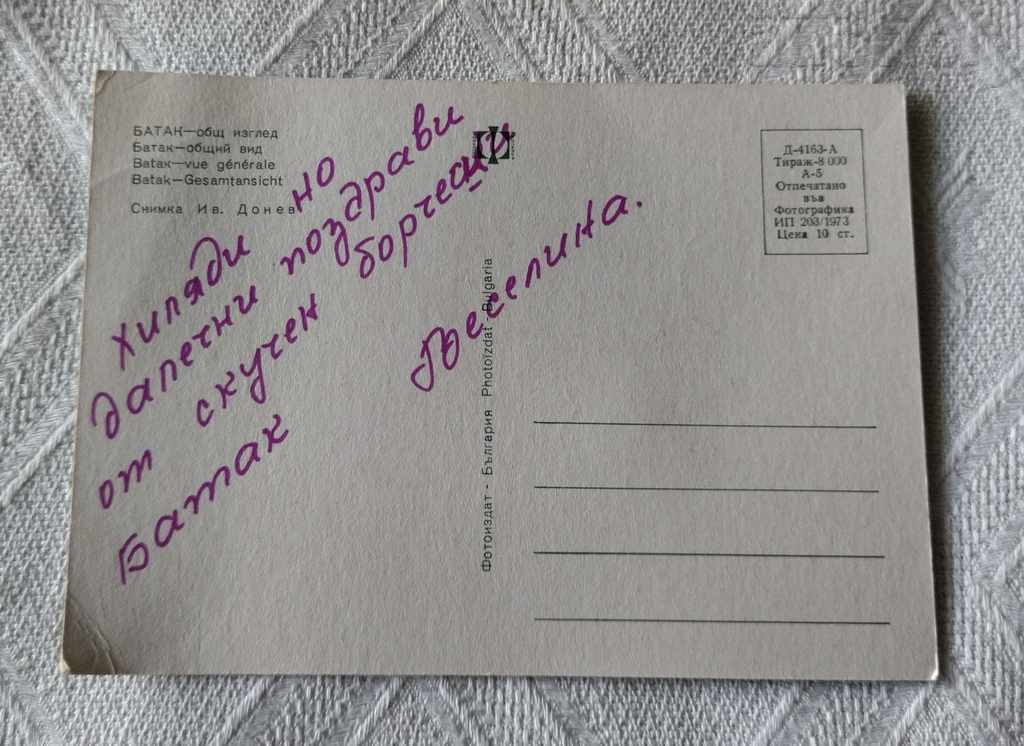 БАТАК—общ изглед
Батак—общий вид
Batak—vue générale
Batak—Gesamtansicht
Снимка Ив. Донев
Хиляди но
далечни поздрави
от скучен борчески
Батак
Веселина.
Фотоиздат - България Photoizdat - Bulgaria
Д-4163-А
Тираж-8 000
А-5
Отпечатано
във
Фотографика
ИП 203/1973
Цена 10 ст.